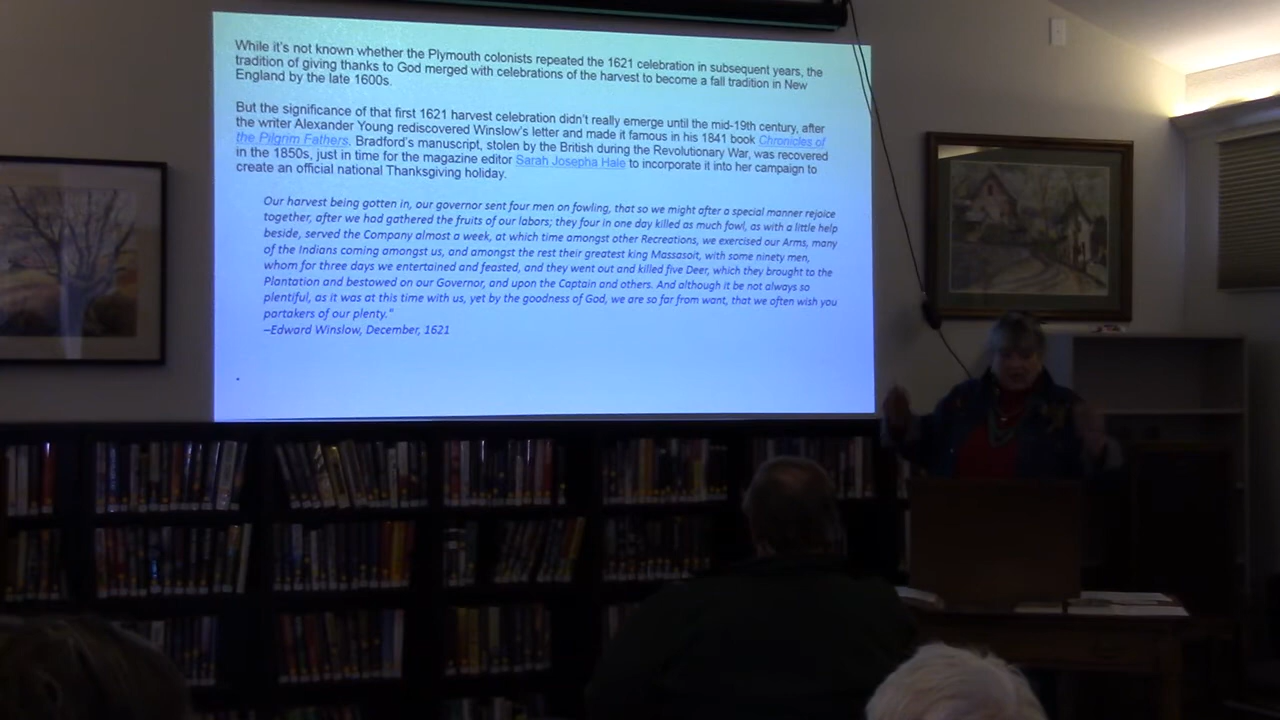 While it's not known whether the Plymouth colonists repeated the 1621 celebration in subsequent years, the
tradition of giving thanks to God merged with celebrations of the harvest to become a fall tradition in New
England by the late 1600s.
But the significance of that first 1621 harvest celebration didn't really emerge until the mid-19th century, after
the writer Alexander Young rediscovered Winslow's letter and made it famous in his 1841 book Chronicles of
the Pilgrim Fathers. Bradford's manuscript, stolen by the British during the Revolutionary War, was recovered
in the 1850s, just in time for the magazine editor Sarah Josepha Hale to incorporate it into her campaign to
create an official national Thanksgiving holiday.
Our harvest being gotten in, our governor sent four men on fowling, that so we might after a special manner rejoice
together, after we had gathered the fruits of our labors; they four in one day killed as much fowl, as with a little help
beside, served the Company almost a week, at which time amongst other Recreations, we exercised our Arms, many
of the Indians coming amongst us, and amongst the rest their greatest king Massasoit, with some ninety men,
whom for three days we entertained and feasted, and they went out and killed five Deer, which they brought to the
Plantation and bestowed on our Governor, and upon the Captain and others. And although it be not always so
plentiful, as it was at this time with us, yet by the goodness of God, we are so far from want, that we often wish you
partakers of our plenty."
–Edward Winslow, December, 1621